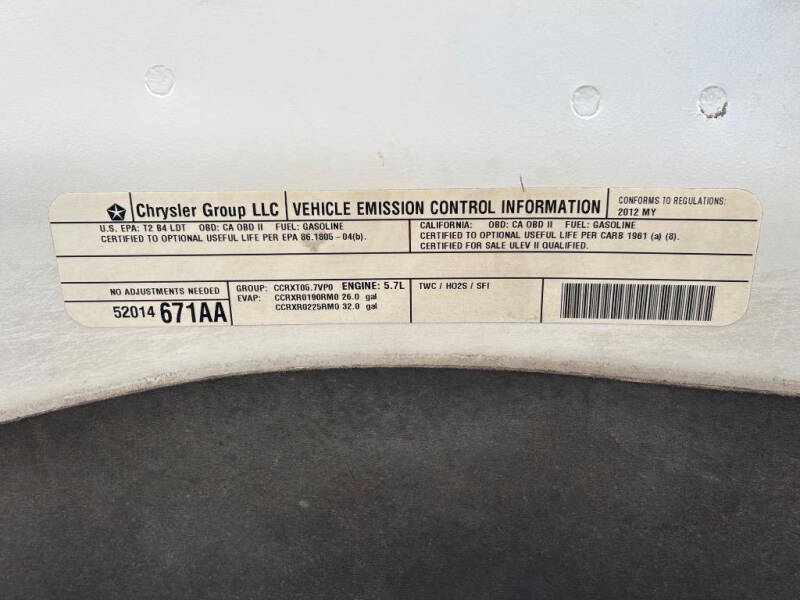 Chrysler Group LLC VEHICLE EMISSION CONTROL INFORMATION
CONFORMS TO REGULATIONS:
2012 MY
U.S. EPA: T2 B4 LDT OBD: CA OBD II FUEL: GASOLINE
CERTIFIED TO OPTIONAL USEFUL LIFE PER EPA 86.1805-04(b).
CALIFORNIA: OBD: CA OBD II FUEL: GASOLINE
CERTIFIED TO OPTIONAL USEFUL LIFE PER CARB 1961 (a) (8).
CERTIFIED FOR SALE ULEV II QUALIFIED.
NO ADJUSTMENTS NEEDED
52014 671AA
GROUP: CCRXT05.7VP0 ENGINE: 5.7L
EVAP: CCRXR0190RM0 26.0 gal
CCRXR0225RM0 32.0 gal
TWC / HO2S / SFI